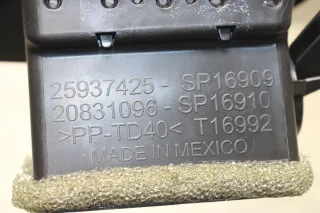 25937425 - SP16909
20831096 - SP16910
>PP-TD40< T16992
MADE IN MEXICO